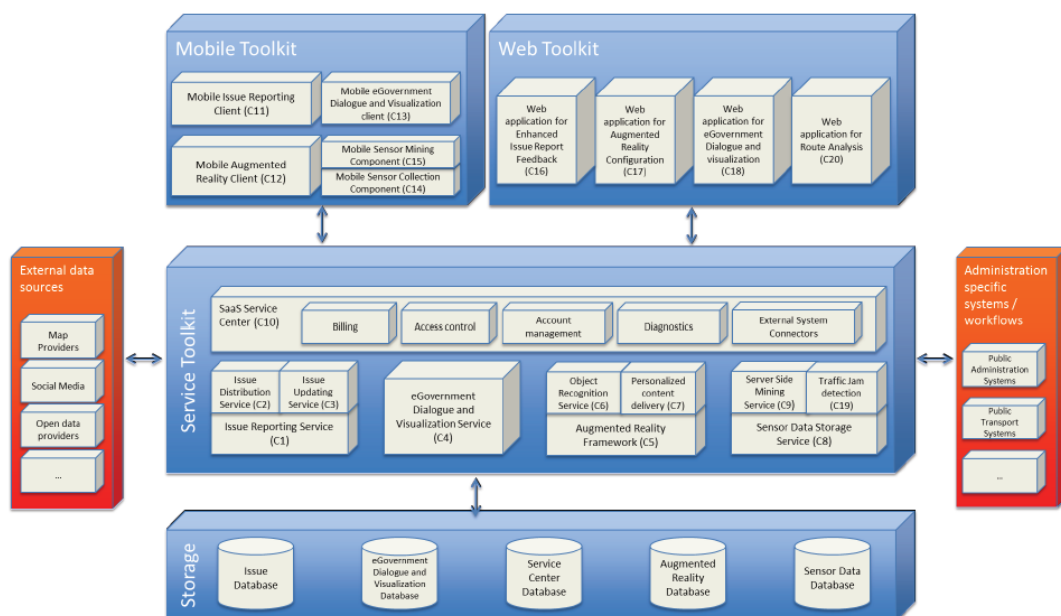 Mobile Toolkit
Mobile Issue Reporting
Client (C11)
Mobile eGovernment
Dialogue and Visualization
client (C13)
Mobile Augmented
Reality Client (C12)
Mobile Sensor Mining
Component (C15)
Mobile Sensor Collection
Component (C14)
Web Toolkit
Web
application for
Enhanced
Issue Report
Feedback
(C16)
Web
application for
Augmented
Reality
Configuration
(C17)
Web
application for
eGovernment
Dialogue and
visualization
(C18)
Web
application for
Route Analysis
(C20)
External data
sources
Map
Providers
Social Media
Open data
providers
...
Service Toolkit
SaaS Service
Center (C10)
Billing
Access control
Account
management
Diagnostics
External System
Connectors
Issue
Distribution
Service (C2)
Issue
Updating
Service (C3)
Issue Reporting Service
(C1)
eGovernment
Dialogue and
Visualization Service
(C4)
Object
Recognition
Service (C6)
Personalized
content
delivery (C7)
Augmented Reality
Framework (C5)
Server Side
Mining
Service (C9)
Traffic Jam
detection
(C19)
Sensor Data Storage
Service (C8)
Administration
specific
systems /
workflows
Public
Administration
Systems
Public
Transport
Systems
...
Storage
Issue
Database
eGovernment
Dialogue and
Visualization
Database
Service
Center
Database
Augmented
Reality
Database
Sensor Data
Database